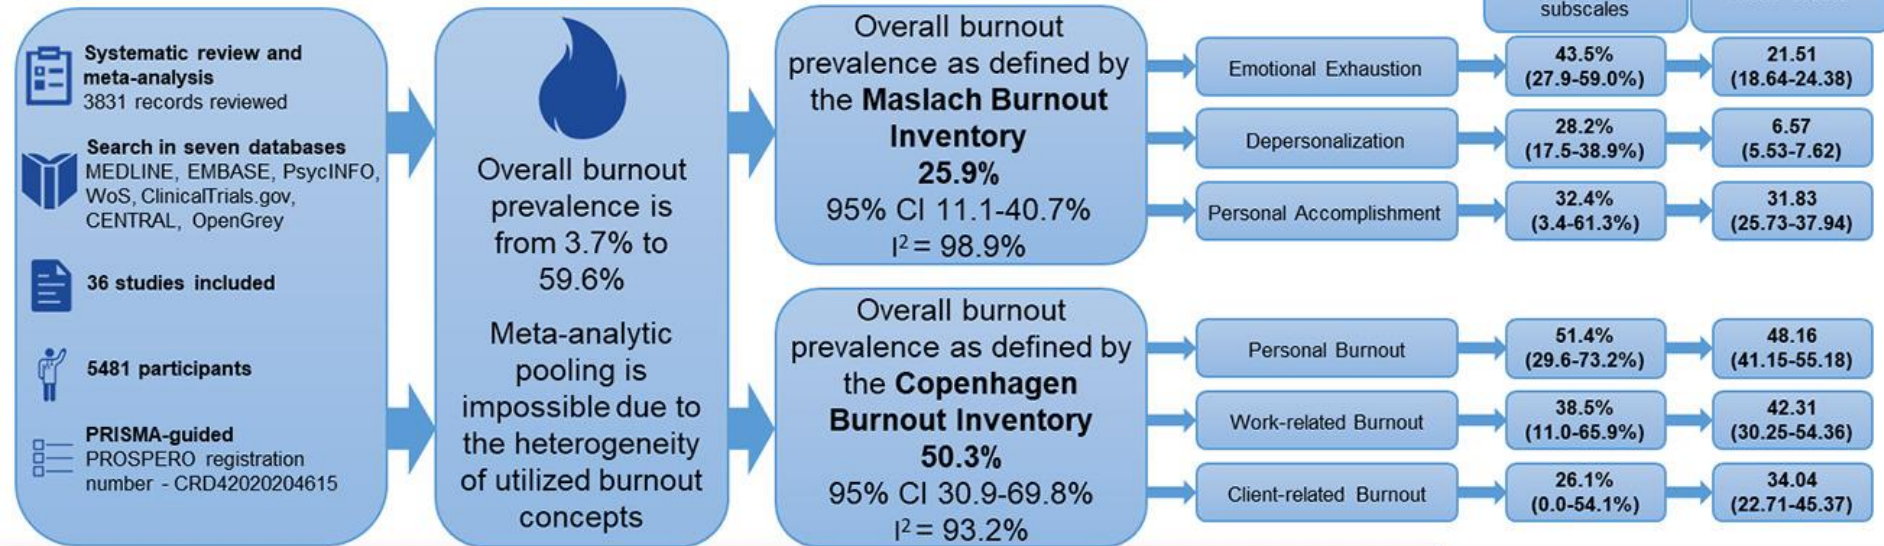 subscales
Systematic review and
meta-analysis
3831 records reviewed
Search in seven databases
MEDLINE, EMBASE, PsycINFO,
WoS, ClinicalTrials.gov,
CENTRAL, OpenGrey
36 studies included
5481 participants
PRISMA-guided
PROSPERO registration
number - CRD42020204615
Overall burnout
prevalence is
from 3.7% to
59.6%
Meta-analytic
pooling is
impossible due to
the heterogeneity
of utilized burnout
concepts
Overall burnout
prevalence as defined by
the Maslach Burnout
Inventory
25.9%
95% CI 11.1-40.7%
I² = 98.9%
Emotional Exhaustion
43.5%
(27.9-59.0%)
21.51
(18.64-24.38)
Depersonalization
28.2%
(17.5-38.9%)
6.57
(5.53-7.62)
Personal Accomplishment
32.4%
(3.4-61.3%)
31.83
(25.73-37.94)
Overall burnout
prevalence as defined by
the Copenhagen
Burnout Inventory
50.3%
95% CI 30.9-69.8%
I² = 93.2%
Personal Burnout
51.4%
(29.6-73.2%)
48.16
(41.15-55.18)
Work-related Burnout
38.5%
(11.0-65.9%)
42.31
(30.25-54.36)
Client-related Burnout
26.1%
(0.0-54.1%)
34.04
(22.71-45.37)